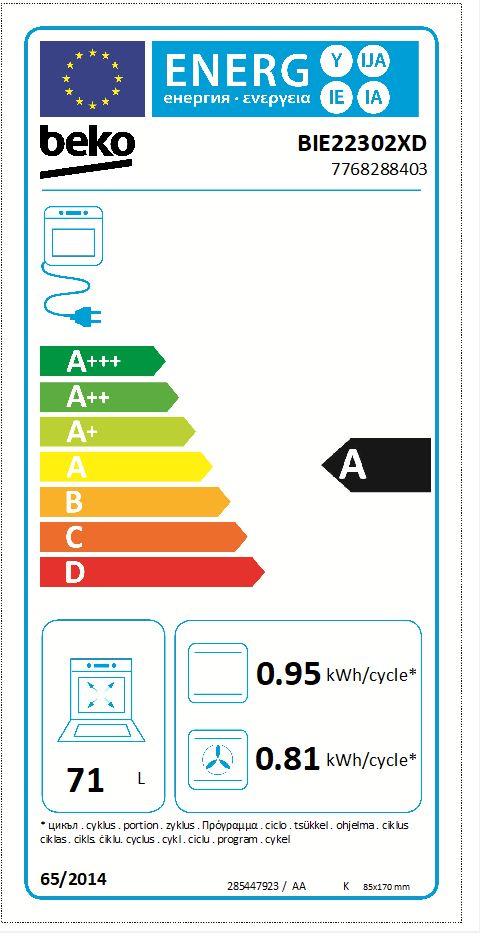 ENERG Y IJA
IE IA
енергия · ενεργεια
beko
BIE22302XD
7768288403
A+++
A++
A+
A
A
B
C
D
0.95 kWh/cycle*
0.81 kWh/cycle*
71 L
* цикъл . cyklus . portion . zyklus . Πρόγραμμα . ciclo . tsükkel . ohjelma . ciklus
ciklas . cikls. ċiklu. cyclus . cykl . ciclu . program . cykel
65/2014
285447923 / AA K 85x170 mm